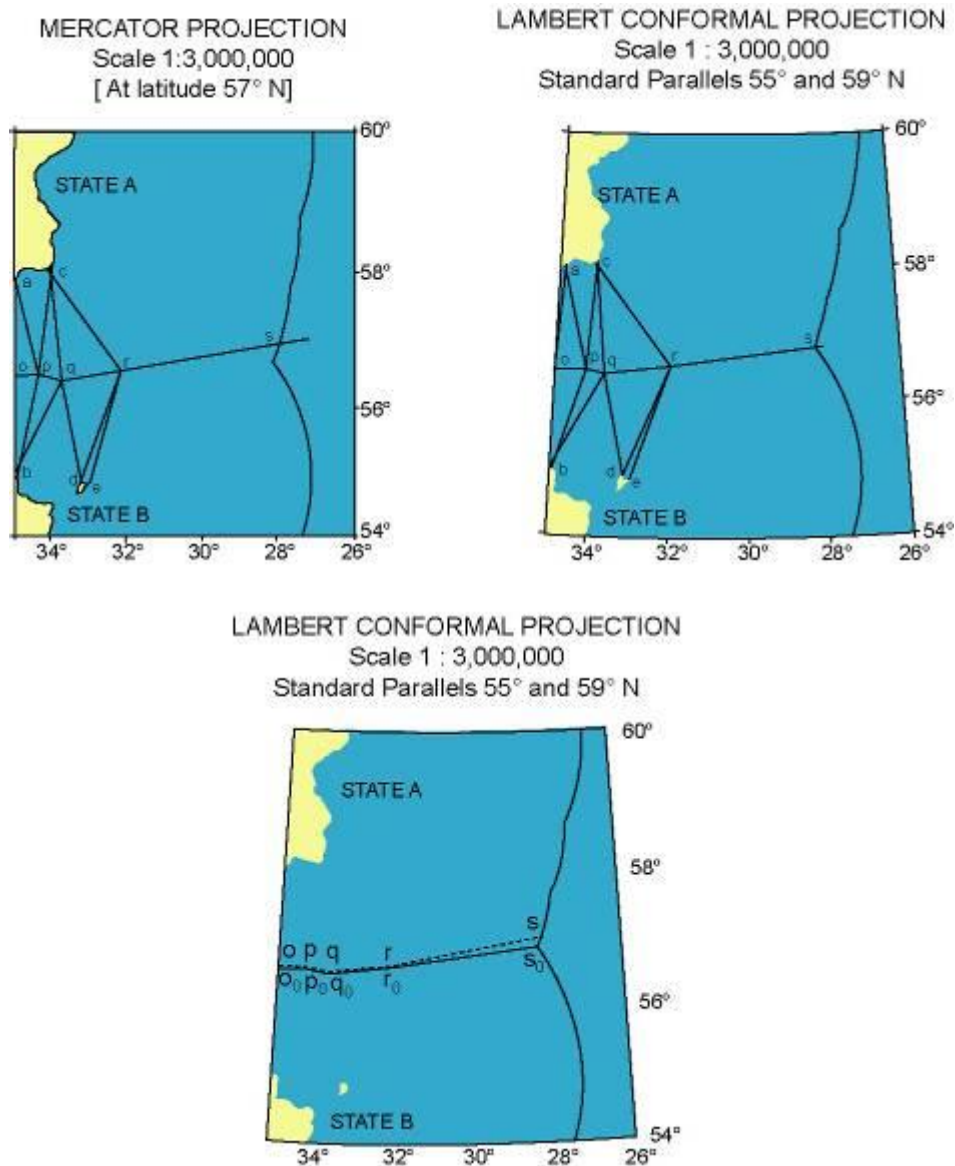 MERCATOR PROJECTION
Scale 1:3,000,000
[ At latitude 57° N]
60°
STATE A
a
c
58°
s
o
p
q
r
56°
b
d
e
STATE B
54°
34°
32°
30°
28°
26°
LAMBERT CONFORMAL PROJECTION
Scale 1 : 3,000,000
Standard Parallels 55° and 59° N
60°
STATE A
a
c
58°
s
o
p
q
r
56°
b
d
e
STATE B
54°
34°
32°
30°
28°
26°
LAMBERT CONFORMAL PROJECTION
Scale 1 : 3,000,000
Standard Parallels 55° and 59° N
60°
STATE A
58°
s
o p q r
o₀ p₀ q₀ r₀
s₀
56°
STATE B
54°
34°
32°
30°
28°
26°